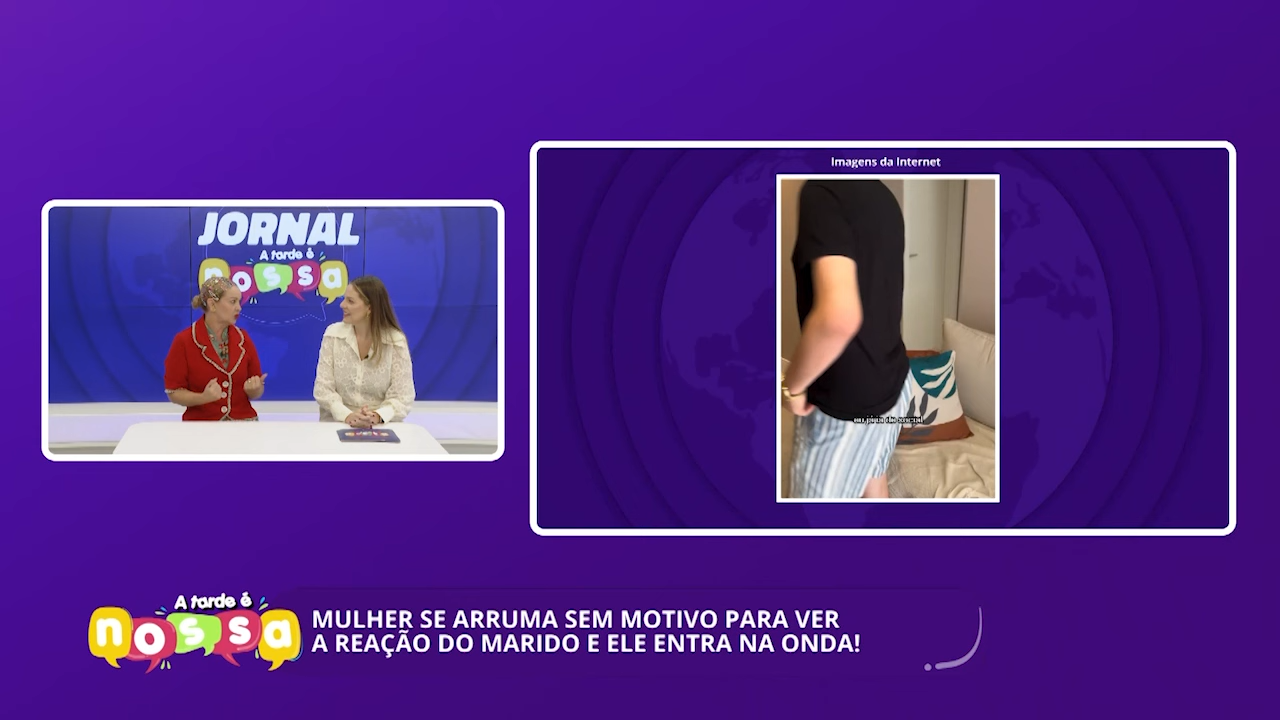 Imagens da Internet
JORNAL
A tarde é
nossa
A tarde é
nossa
MULHER SE ARRUMA SEM MOTIVO PARA VER
A REAÇÃO DO MARIDO E ELE ENTRA NA ONDA!